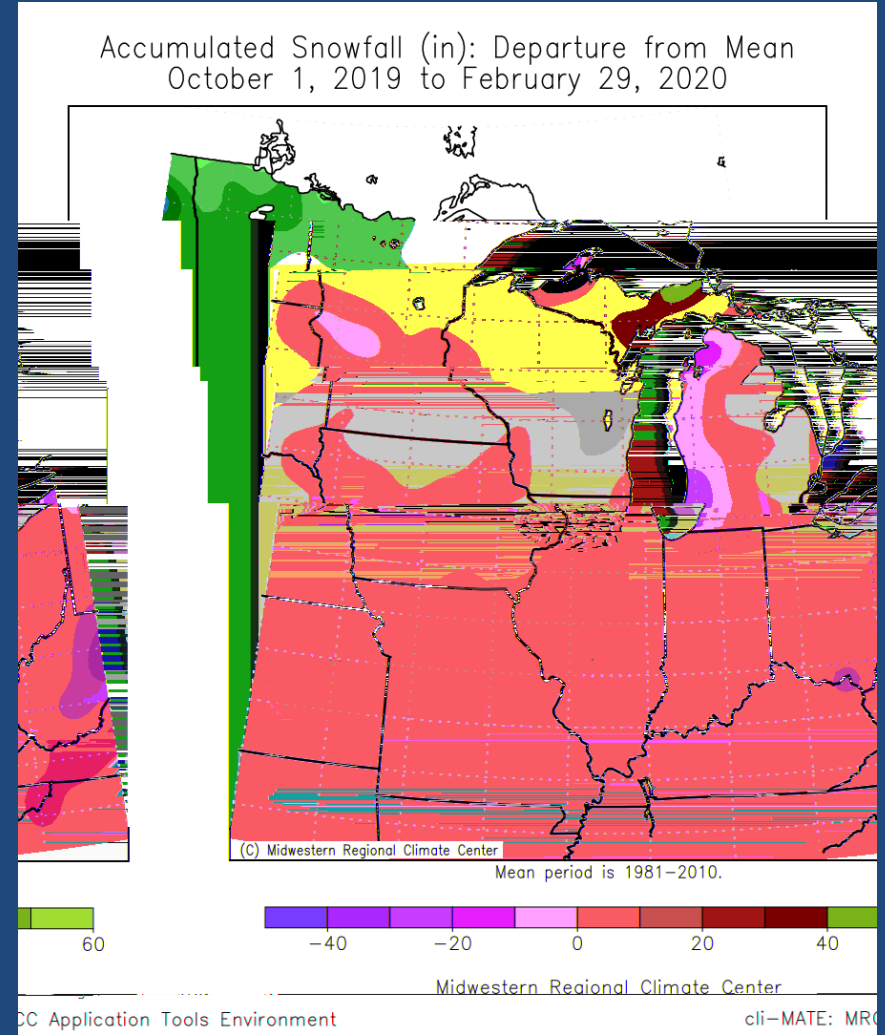 Accumulated Snowfall (in): Departure from Mean
October 1, 2019 to February 29, 2020
(C) Midwestern Regional Climate Center
Mean period is 1981-2010.
60
-40 -20 0 20 40
Midwestern Regional Climate Center
CC Application Tools Environment
cli-MATE: MRC